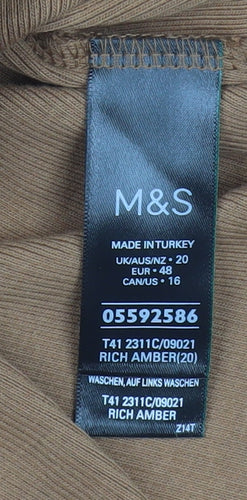 M&S
MADE IN TURKEY
UK/AUS/NZ • 20
EUR • 48
CAN/US • 16
05592586
T41 2311C/09021
RICH AMBER(20)
WASCHEN, AUF LINKS WASCHEN
T41 2311C/09021
RICH AMBER
Z14T